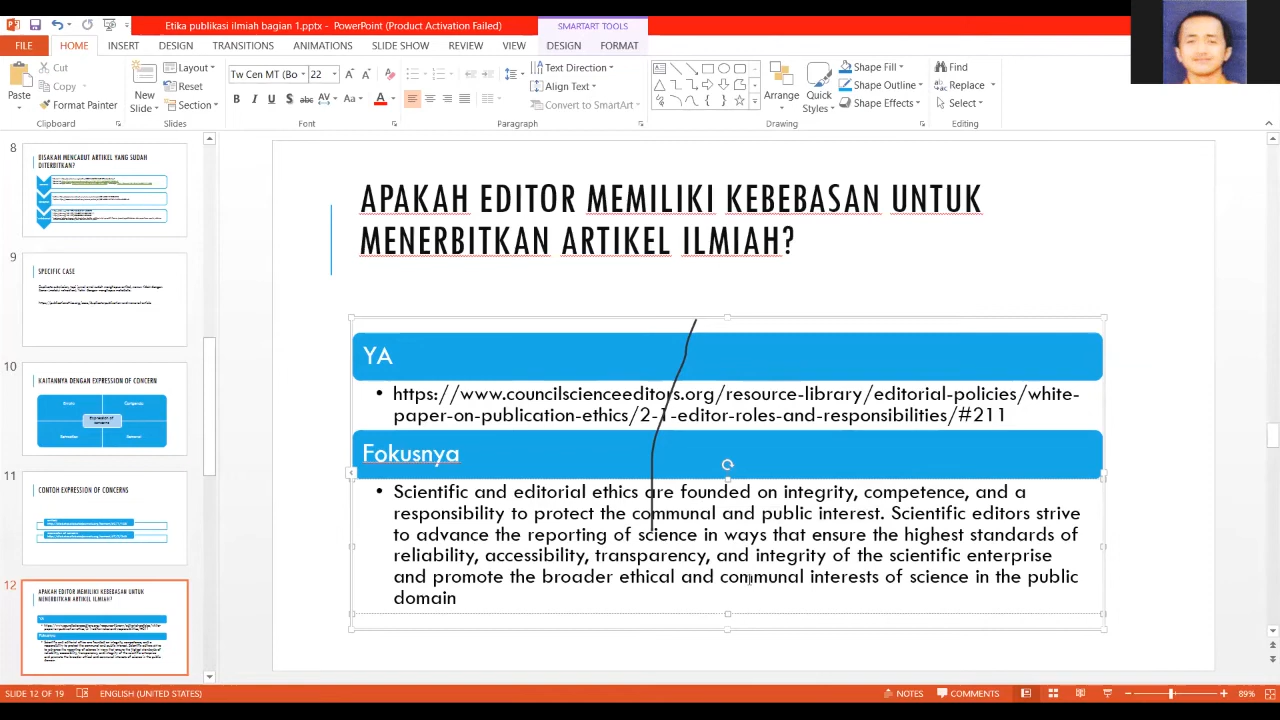 Etika publikasi ilmiah bagian 1.pptx - PowerPoint (Product Activation Failed)
SMARTART TOOLS
FILE HOME INSERT DESIGN TRANSITIONS ANIMATIONS SLIDE SHOW REVIEW VIEW DESIGN FORMAT
Paste
Cut
Copy
Format Painter
Clipboard
New Slide
Layout
Reset
Section
Slides
Tw Cen MT (Bo 22
B I U S abc AV Aa A
Font
Text Direction
Align Text
Convert to SmartArt
Paragraph
Arrange
Quick Styles
Shape Fill
Shape Outline
Shape Effects
Drawing
Find
Replace
Select
Editing
8
DISAKAH MENCABUT ARTIKEL YANG SUDAH
DITERBITKAN?
9
SPECIFIC CASE
10
KAITANNYA DENGAN EXPRESSION OF CONCERN
11
CONTOH EXPRESSION OF CONCERNS
12
APAKAH EDITOR MEMILIKI KEBEBASAN UNTUK
MENERBITKAN ARTIKEL ILMIAH?
APAKAH EDITOR MEMILIKI KEBEBASAN UNTUK
MENERBITKAN ARTIKEL ILMIAH?
YA
• https://www.councilscienceeditors.org/resource-library/editorial-policies/white-
paper-on-publication-ethics/2-1-editor-roles-and-responsibilities/#211
Fokusnya
• Scientific and editorial ethics are founded on integrity, competence, and a
responsibility to protect the communal and public interest. Scientific editors strive
to advance the reporting of science in ways that ensure the highest standards of
reliability, accessibility, transparency, and integrity of the scientific enterprise
and promote the broader ethical and communal interests of science in the public
domain
SLIDE 12 OF 19 ENGLISH (UNITED STATES) NOTES COMMENTS 89%